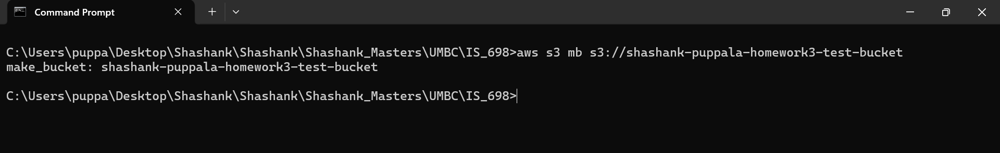 Command Prompt
C:\Users\puppa\Desktop\Shashank\Shashank\Shashank_Masters\UMBC\IS_698>aws s3 mb s3://shashank-puppala-homework3-test-bucket
make_bucket: shashank-puppala-homework3-test-bucket
C:\Users\puppa\Desktop\Shashank\Shashank\Shashank_Masters\UMBC\IS_698>